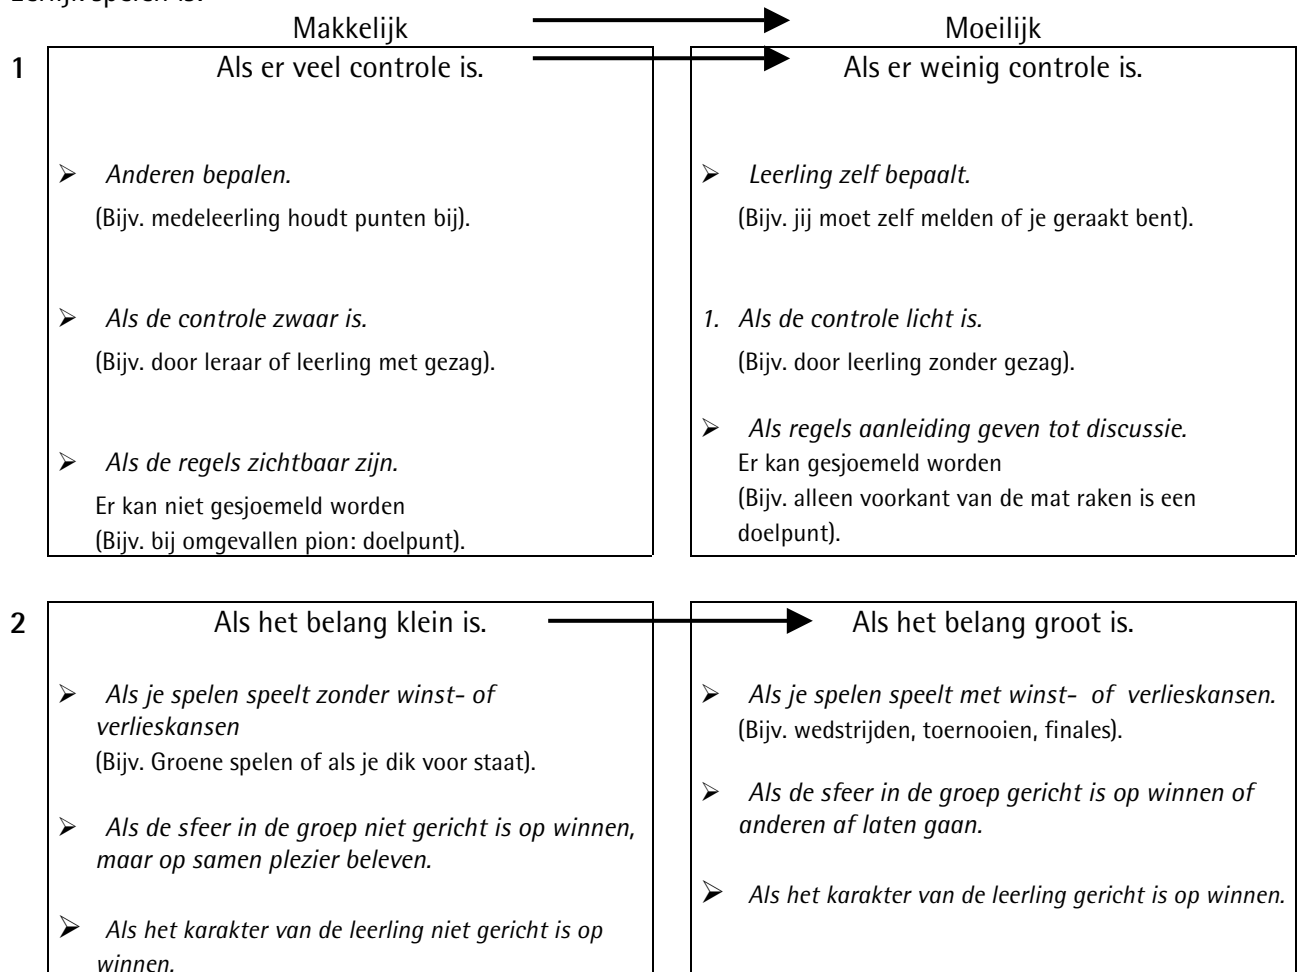 Makkelijk Moeilijk
1 Als er veel controle is.
➢ Anderen bepalen.
(Bijv. medeleerling houdt punten bij).
➢ Als de controle zwaar is.
(Bijv. door leraar of leerling met gezag).
➢ Als de regels zichtbaar zijn.
Er kan niet gesjoemeld worden
(Bijv. bij omgevallen pion: doelpunt).
Als er weinig controle is.
➢ Leerling zelf bepaalt.
(Bijv. jij moet zelf melden of je geraakt bent).
1. Als de controle licht is.
(Bijv. door leerling zonder gezag).
➢ Als regels aanleiding geven tot discussie.
Er kan gesjoemeld worden
(Bijv. alleen voorkant van de mat raken is een
doelpunt).
2 Als het belang klein is.
➢ Als je spelen speelt zonder winst- of
verlieskansen
(Bijv. Groene spelen of als je dik voor staat).
➢ Als de sfeer in de groep niet gericht is op winnen,
maar op samen plezier beleven.
➢ Als het karakter van de leerling niet gericht is op
winnen.
Als het belang groot is.
➢ Als je spelen speelt met winst- of verlieskansen.
(Bijv. wedstrijden, toernooien, finales).
➢ Als de sfeer in de groep gericht is op winnen of
anderen af laten gaan.
➢ Als het karakter van de leerling gericht is op winnen.